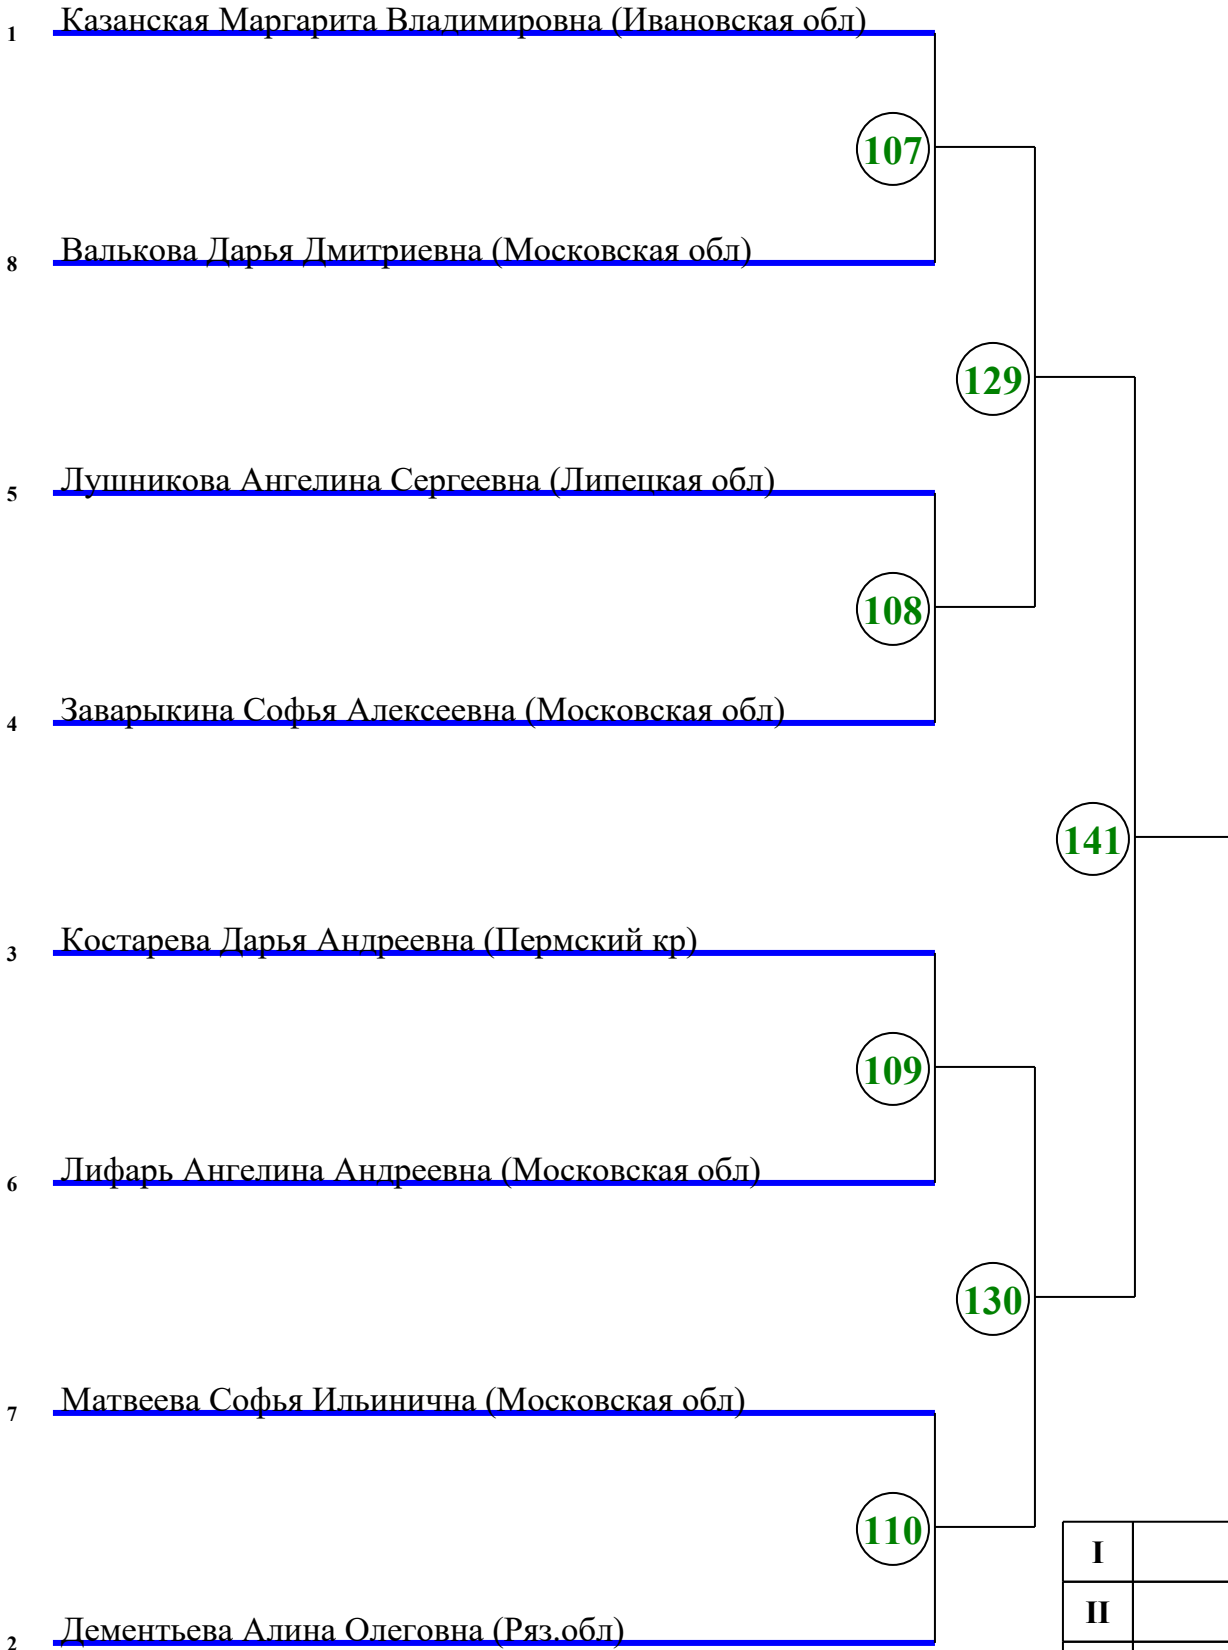 1 Казанская Маргарита Владимировна (Ивановская обл)
107
8 Валькова Дарья Дмитриевна (Московская обл)
129
5 Лушникова Ангелина Сергеевна (Липецкая обл)
108
4 Заварыкина Софья Алексеевна (Московская обл)
141
3 Костарева Дарья Андреевна (Пермский кр)
109
6 Лифарь Ангелина Андреевна (Московская обл)
130
7 Матвеева Софья Ильинична (Московская обл)
110
I
II
2 Дементьева Алина Олеговна (Ряз.обл)